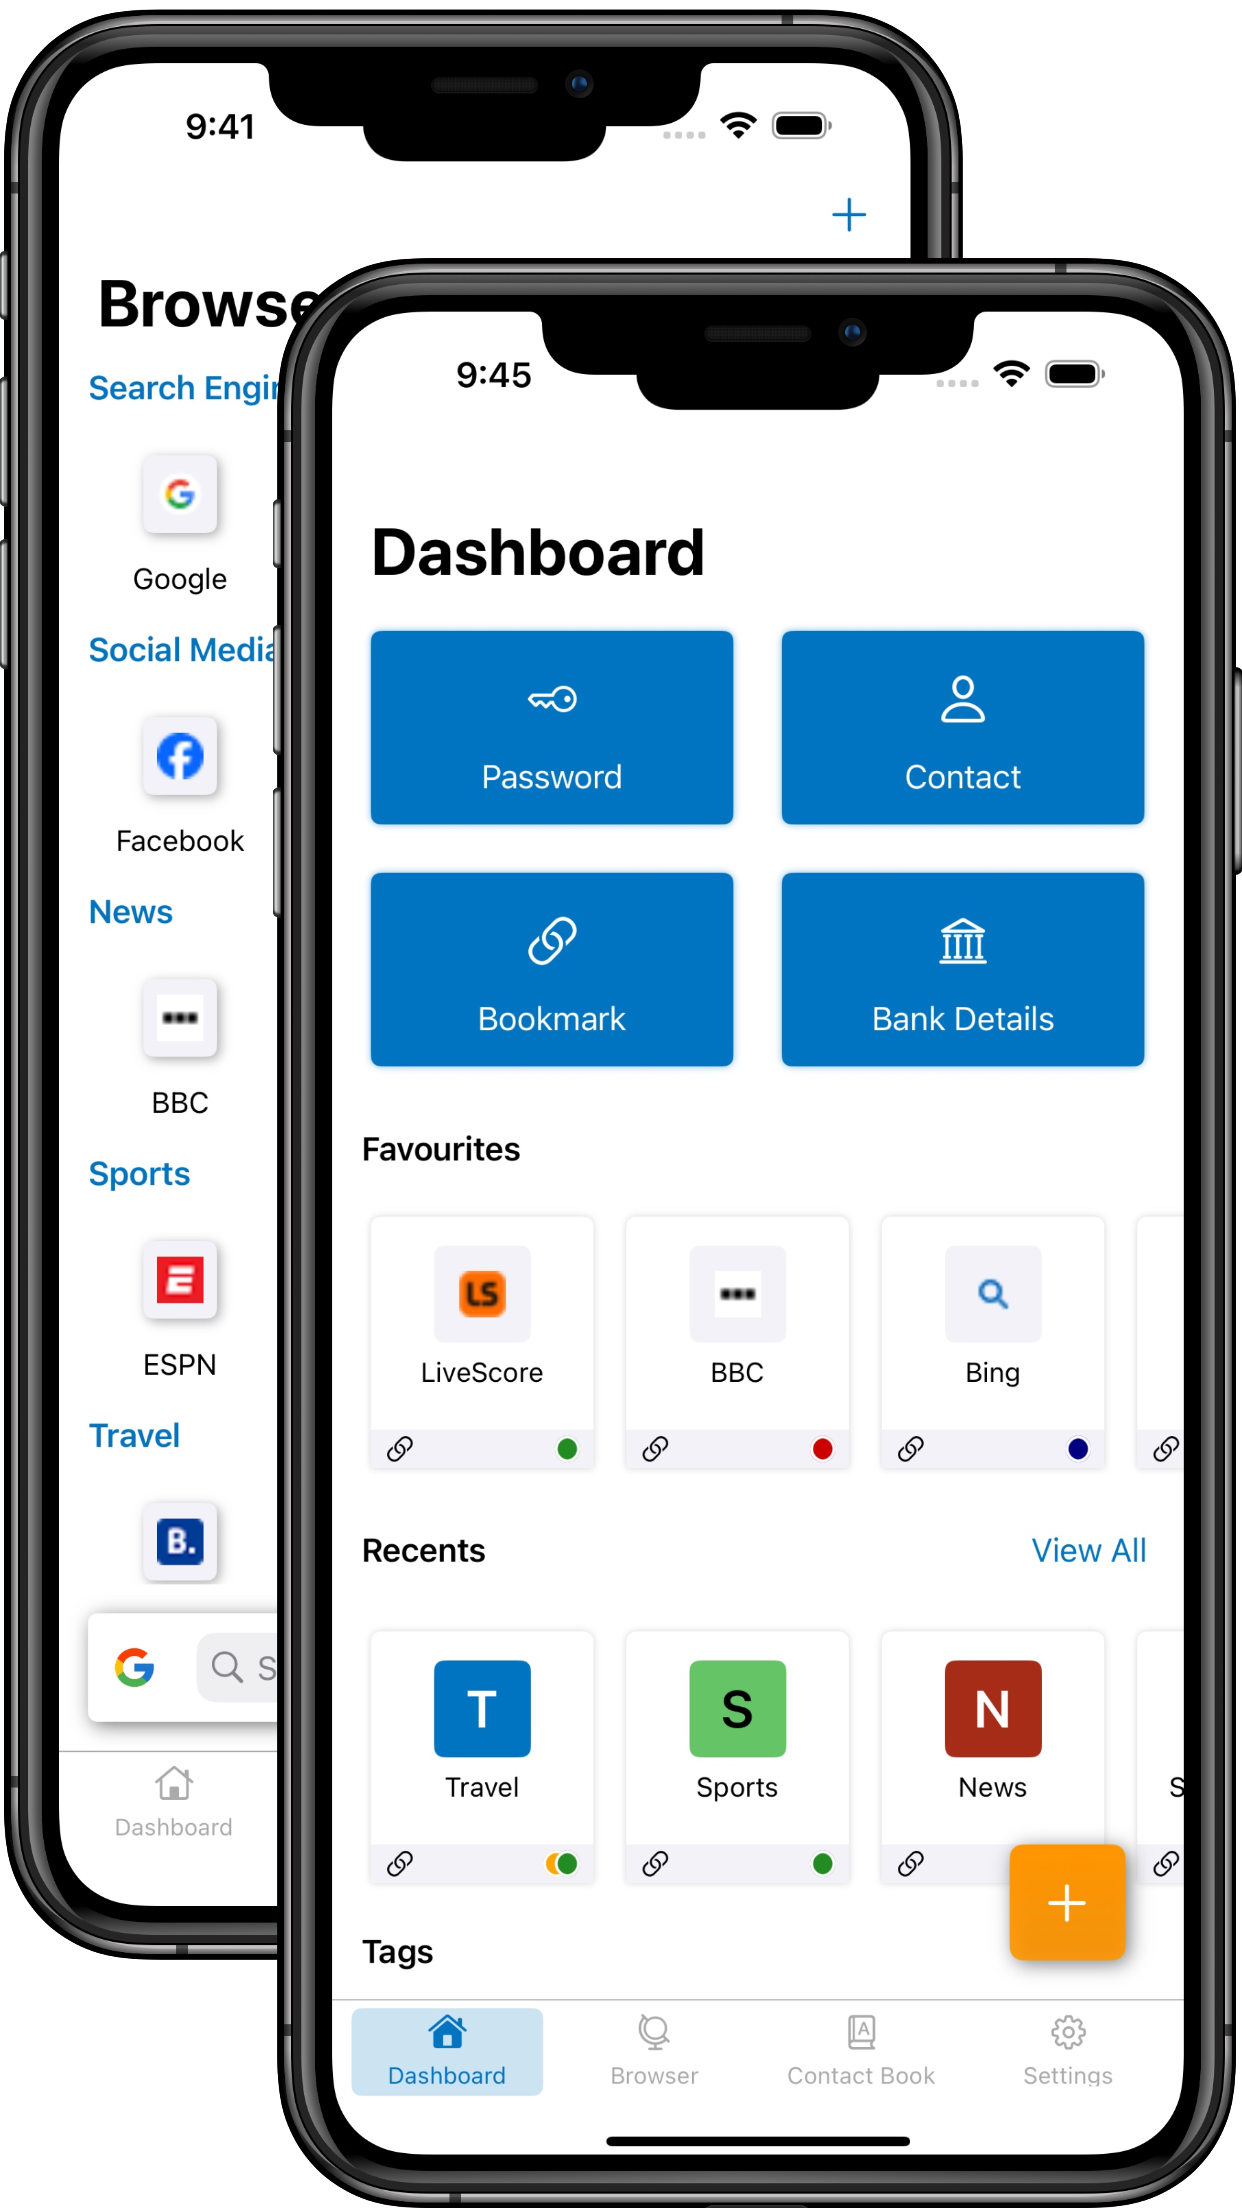 9:41
Browse
Search Engin
Google
Social Media
Facebook
News
BBC
Sports
E
ESPN
Travel
B.
G
S
Dashboard
9:45
Dashboard
Password
Contact
Bookmark
Bank Details
Favourites
LS
LiveScore
BBC
Bing
Recents
View All
T
S
N
Travel
Sports
News
S
Tags
Dashboard
Browser
A
Contact Book
Settings